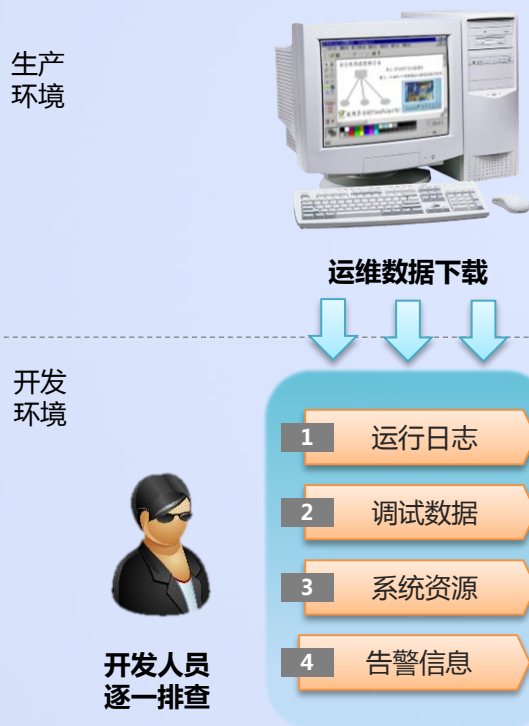 生产
环境
运维数据下载
开发
环境
1 运行日志
2 调试数据
3 系统资源
4 告警信息
开发人员
逐一排查